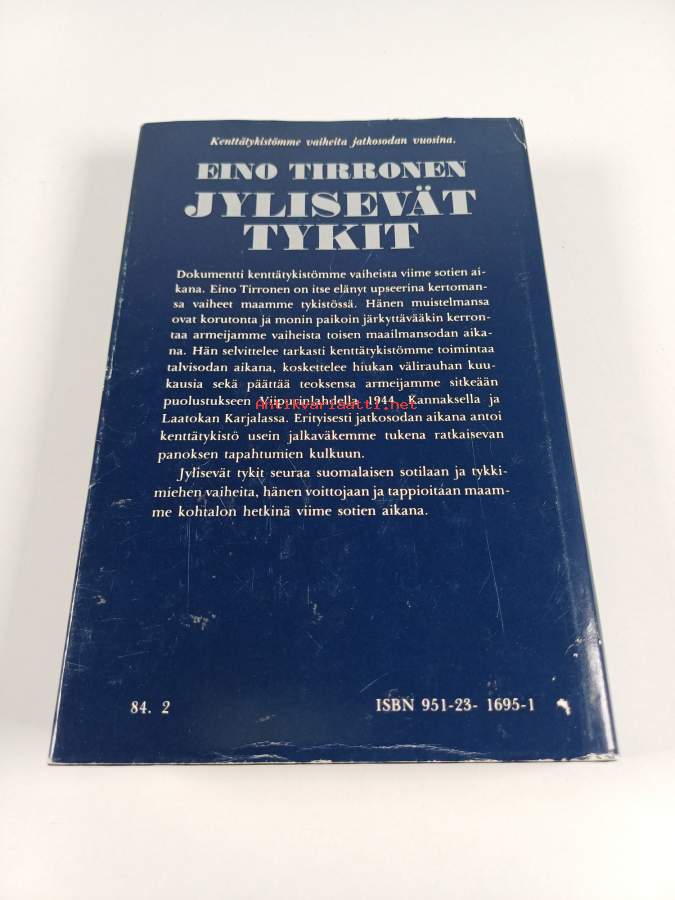 Kenttätykistömme vaiheita jatkosodan vuosina.
EINO TIRRONEN
JYLISEVÄT
TYKIT
Dokumentti kenttätykistömme vaiheista viime sotien ai-
kana. Eino Tirronen on itse elänyt upseerina kertoman-
sa vaiheet maamme tykistössä. Hänen muistelmansa
ovat korutonta ja monin paikoin järkyttävääkin kerron-
taa armeijamme vaiheista toisen maailmansodan aika-
na. Hän selvittelee tarkasti kenttätykistömme toimintaa
talvisodan aikana, koskettelee hiukan välirauhan kuu-
kausia sekä päättää teoksensa armeijamme sitkeään
puolustukseen Viipurinlahdella 1944, Kannaksella ja
Antikvariaatti.net
Laatokan Karjalassa. Erityisesti jatkosodan aikana antoi
kenttätykistö usein jalkaväkemme tukena ratkaisevan
panoksen tapahtumien kulkuun.
Jylisevät tykit seuraa suomalaisen sotilaan ja tykki-
miehen vaiheita, hänen voittojaan ja tappioitaan maam-
me kohtalon hetkinä viime sotien aikana.
84. 2
ISBN 951-23- 1695-1